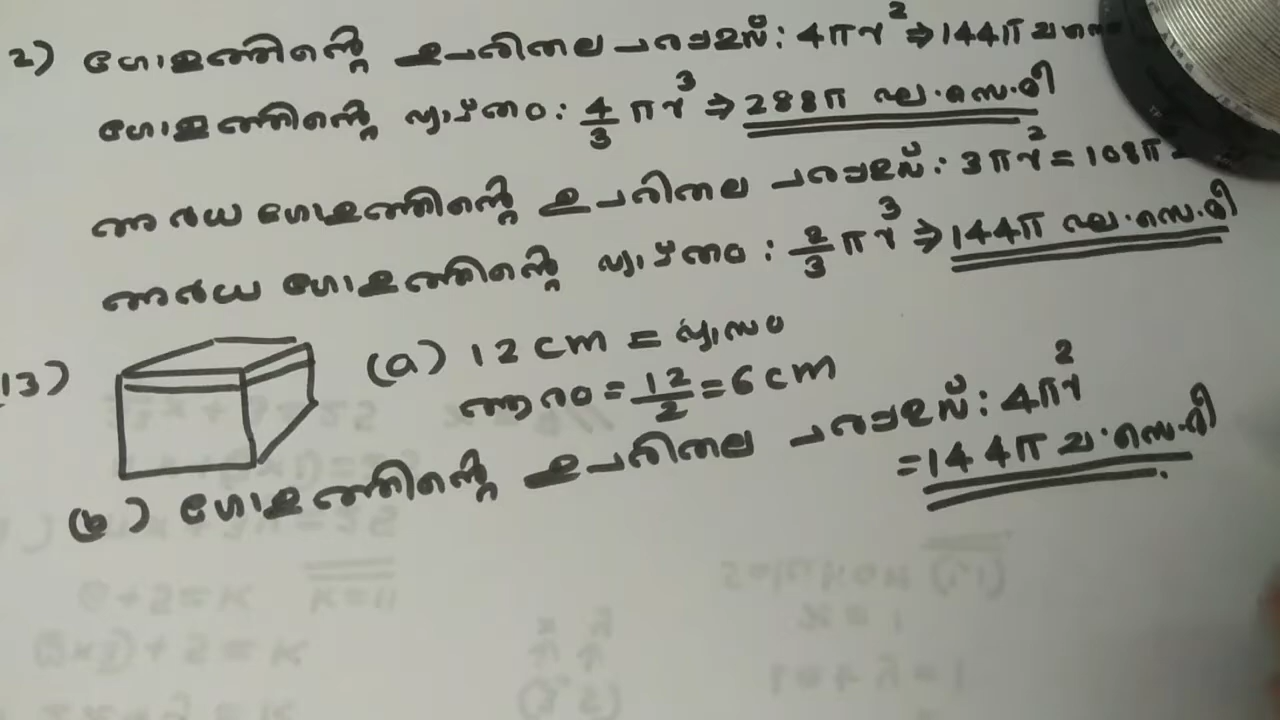 2) ഗോളത്തിന്റെ ഉപരിതല പരപ്പളവ്: 4πr² ⇒ 144π ച
ഗോളത്തിന്റെ വ്യാപ്തം: 4/3 πr³ ⇒ 288π ഘ.സെ.മീ
അർധ ഗോളത്തിന്റെ ഉപരിതല പരപ്പളവ്: 3πr² = 108π
അർധ ഗോളത്തിന്റെ വ്യാപ്തം: 2/3 πr³ ⇒ 144π ഘ.സെ.മീ
13) (a) 12 cm = വ്യാസം
ആരം = 12/2 = 6 cm
(b) ഗോളത്തിന്റെ ഉപരിതല പരപ്പളവ്: 4πr²
= 144π ച.സെ.മീ.